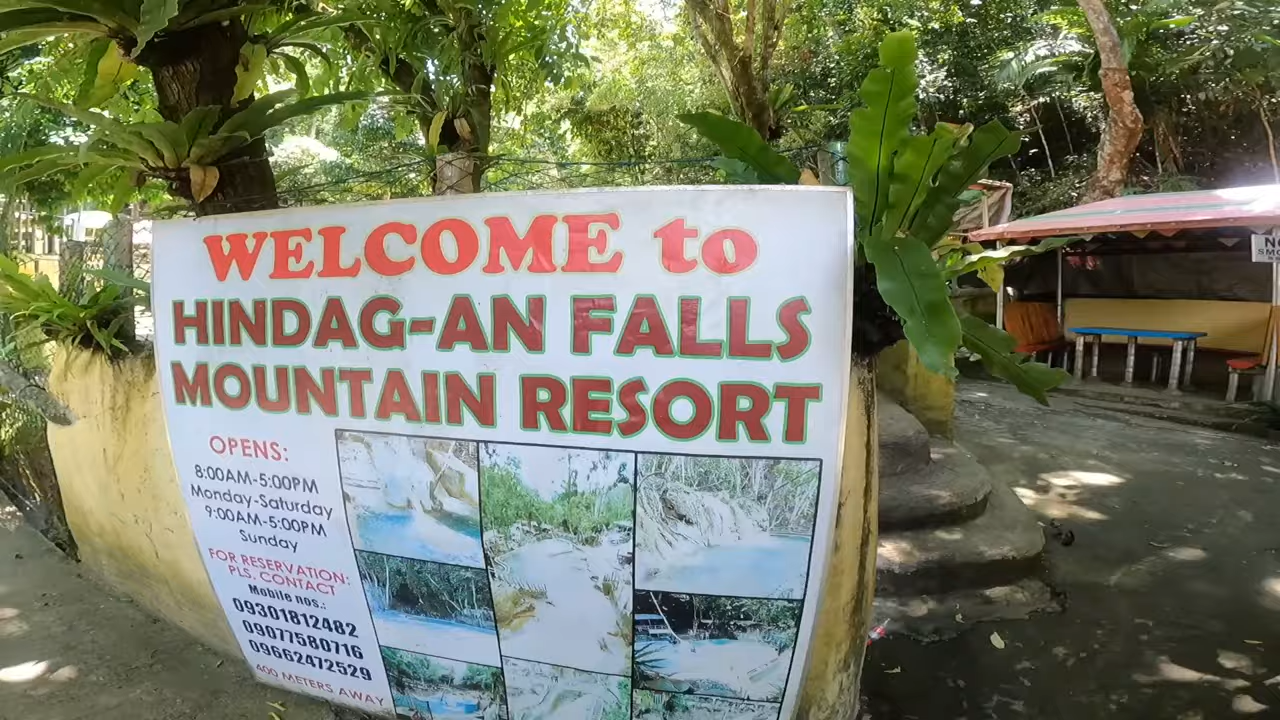 WELCOME to
HINDAG-AN FALLS
MOUNTAIN RESORT
OPENS:
8:00AM-5:00PM
Monday-Saturday
9:00AM-5:00PM
Sunday
FOR RESERVATION:
PLS. CONTACT
Mobile nos.:
09301812482
09077580716
09662472529
400 METERS AWAY